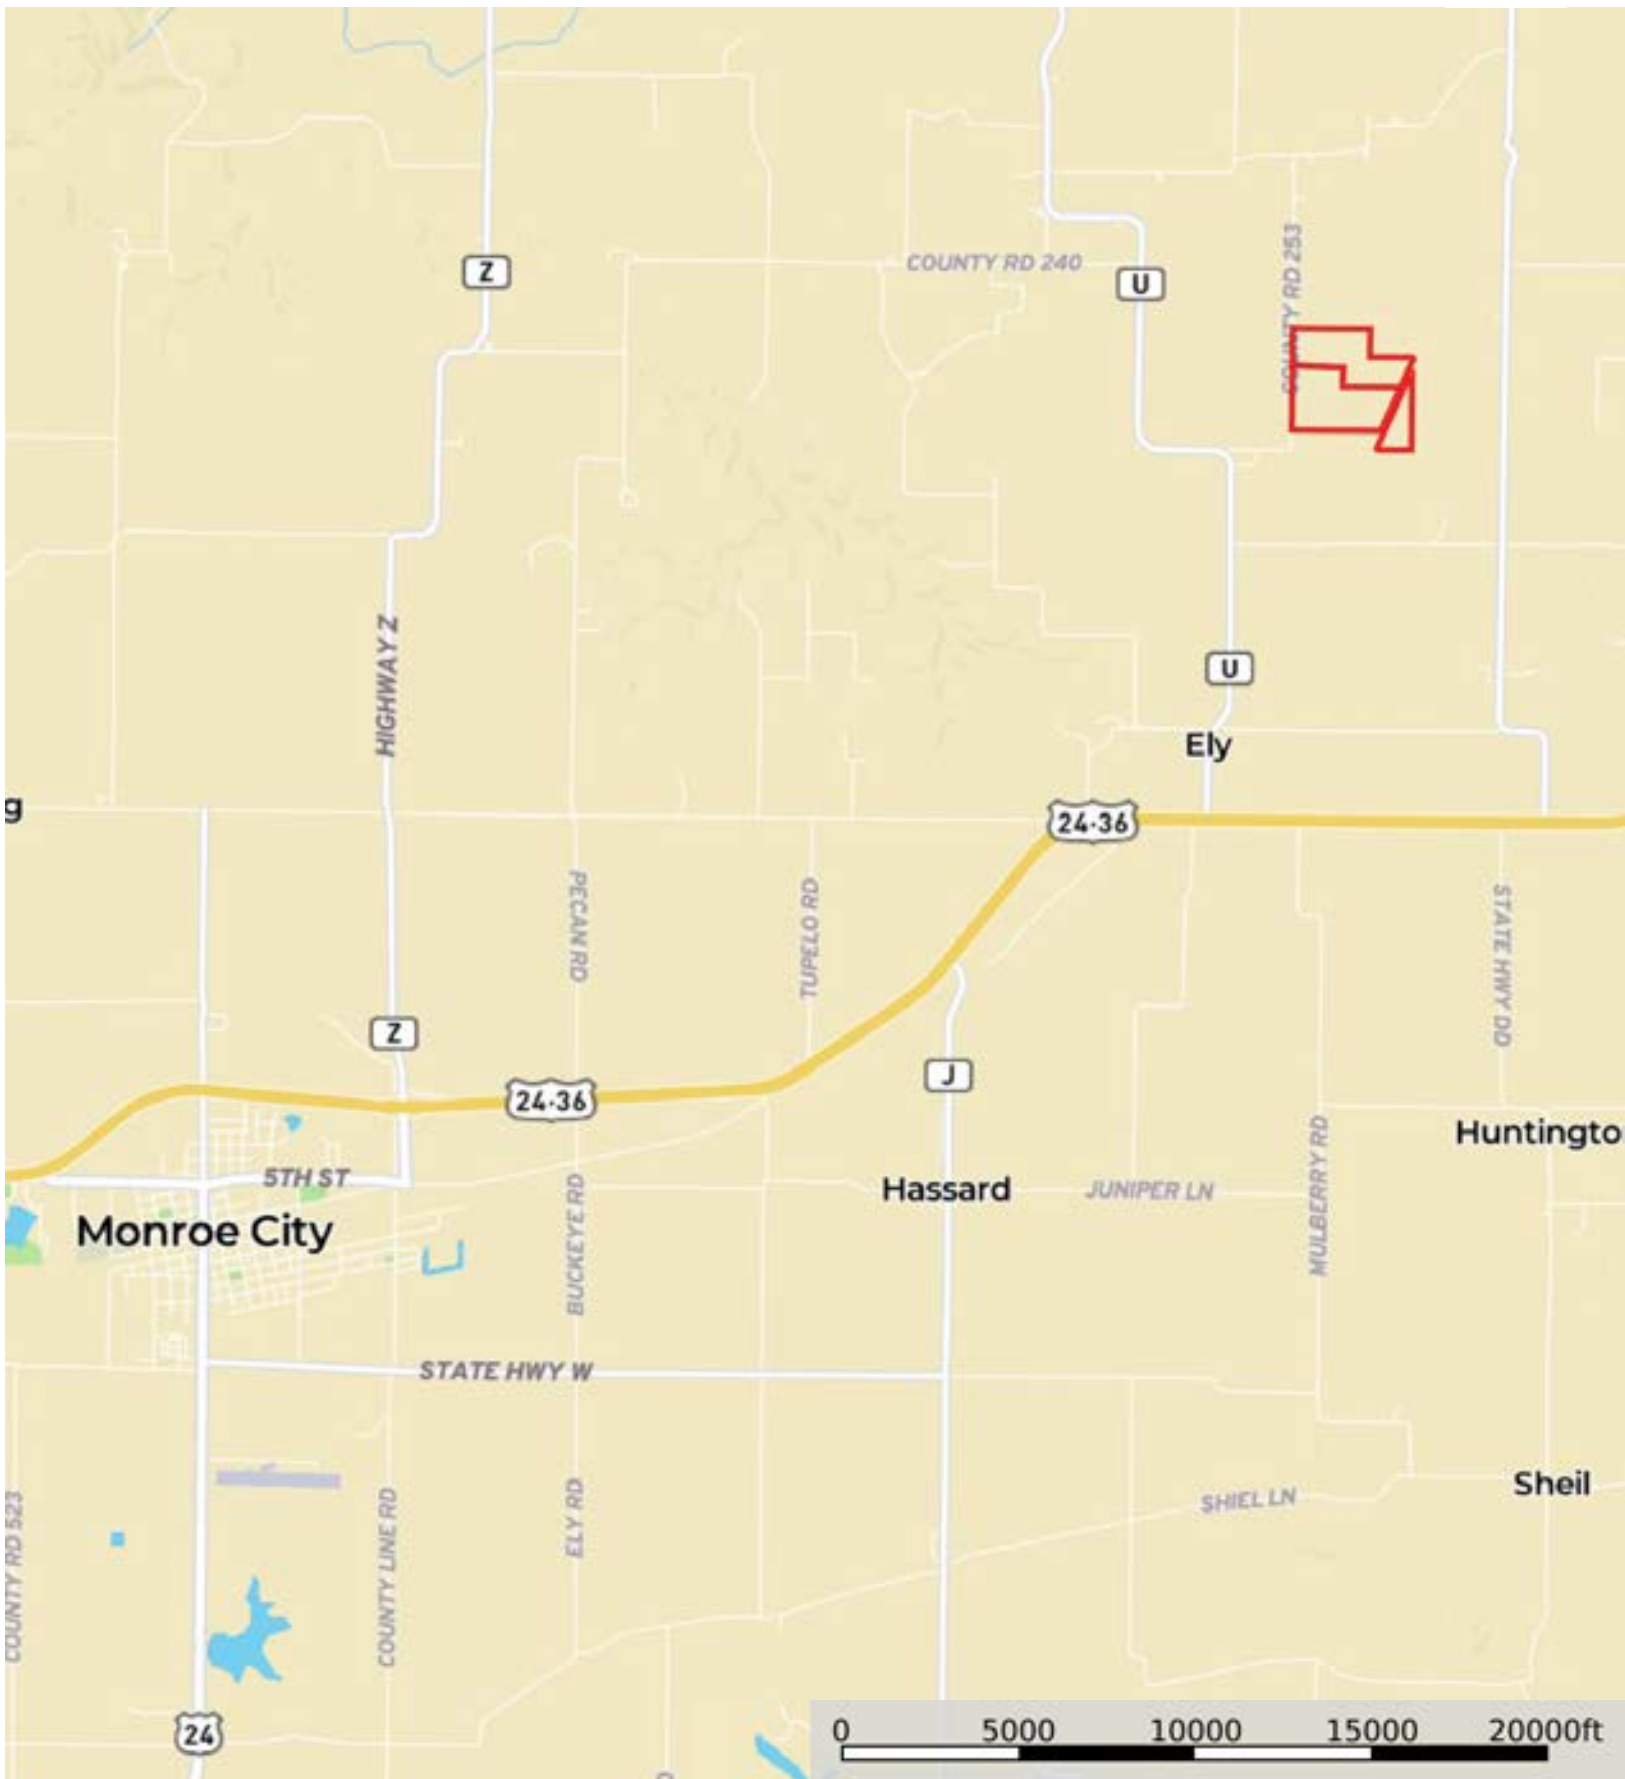 COUNTY RD 253
COUNTY RD 240
Z
U
HIGHWAY Z
U
Ely
g
24·36
PECAN RD
TUPELO RD
STATE HWY DD
Z
J
24·36
Huntingto
MULBERRY RD
5TH ST
Hassard
JUNIPER LN
BUCKEYE RD
Monroe City
STATE HWY W
Sheil
SHIEL LN
ELY RD
COUNTY LINE RD
COUNTY RD 523
24
0 5000 10000 15000 20000ft